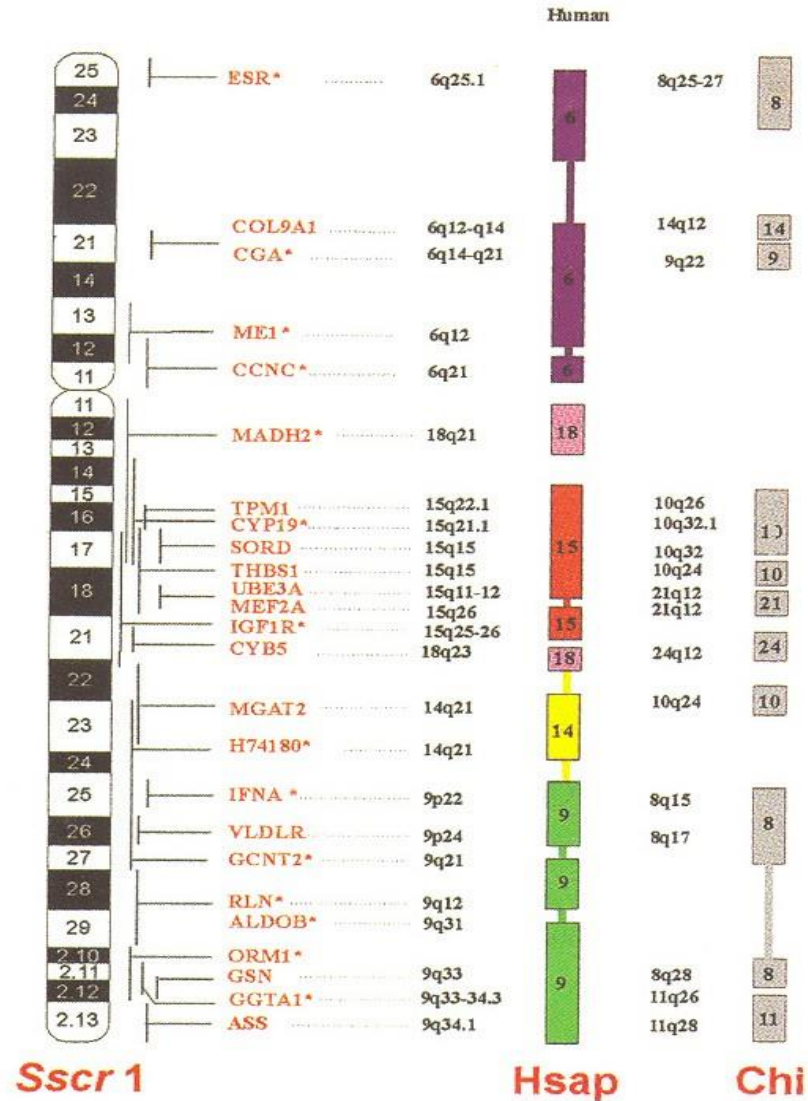 Human
25 ESR* 6q25.1 6 8q25-27 8
24
23
22
COL9A1 6q12-q14 14q12 14
21 CGA* 6q14-q21 6 9q22 9
14
13 ME1* 6q12
12
11 CCNC* 6q21 6
11
12 MADH2* 18q21 18
13
14
15
16 TPM1 15q22.1 10q26
CYP19* 15q21.1 10q32.1
17 SORD 15q15 15 10q32
THBS1 15q15 10q24 10
18 UBE3A 15q11-12 21q12 21
MEF2A 15q26 21q12
21 IGF1R* 15q25-26 15
CYB5 18q23 18 24q12 24
22
23 MGAT2 14q21 14 10q24 10
24 H74180* 14q21
25 IFNA * 9p22 9 8q15 8
26 VLDLR 9p24 8q17
27 GCNT2* 9q21 9
28 RLN* 9q12
29 ALDOB* 9q31
2.10 ORM1*
2.11 GSN 9q33 9 8q28 8
2.12 GGTA1* 9q33-34.3 11q26
2.13 ASS 9q34.1 11q28 11
Sscr 1 Hsap Chi